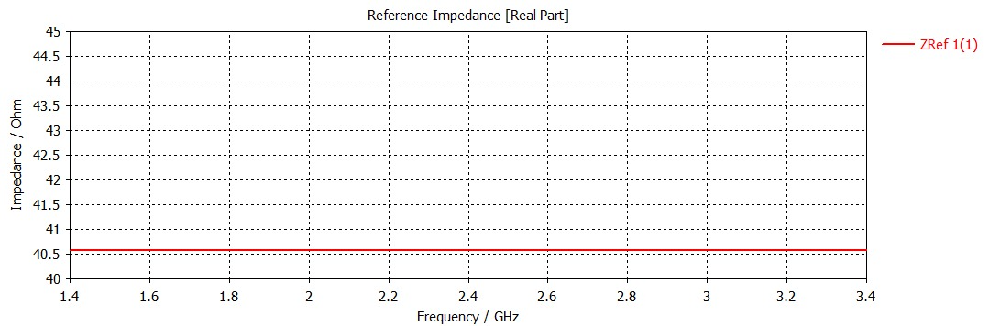 Reference Impedance [Real Part]
45
44.5
44
43.5
43
42.5
42
41.5
41
40.5
40
Impedance / Ohm
1.4 1.6 1.8 2 2.2 2.4 2.6 2.8 3 3.2 3.4
Frequency / GHz
ZRef 1(1)